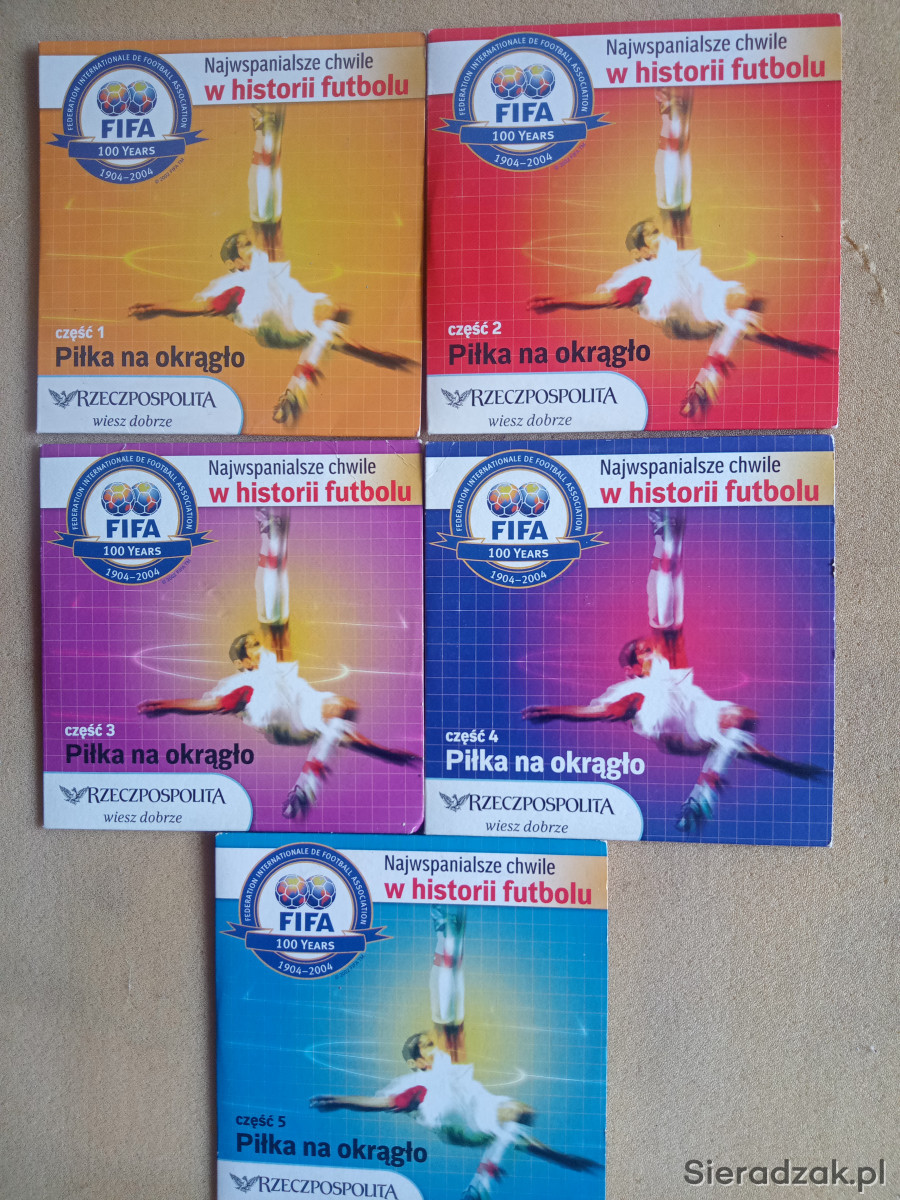 FEDERATION INTERNATIONALE DE FOOTBALL ASSOCIATION
FIFA
100 YEARS
1904–2004
Najwspanialsze chwile
w historii futbolu
część 1
Piłka na okrągło
RZECZPOSPOLITA
wiesz dobrze
FEDERATION INTERNATIONALE DE FOOTBALL ASSOCIATION
FIFA
100 YEARS
1904–2004
Najwspanialsze chwile
w historii futbolu
część 2
Piłka na okrągło
RZECZPOSPOLITA
wiesz dobrze
FEDERATION INTERNATIONALE DE FOOTBALL ASSOCIATION
FIFA
100 YEARS
1904–2004
Najwspanialsze chwile
w historii futbolu
część 3
Piłka na okrągło
RZECZPOSPOLITA
wiesz dobrze
FEDERATION INTERNATIONALE DE FOOTBALL ASSOCIATION
FIFA
100 YEARS
1904–2004
Najwspanialsze chwile
w historii futbolu
część 4
Piłka na okrągło
RZECZPOSPOLITA
wiesz dobrze
FEDERATION INTERNATIONALE DE FOOTBALL ASSOCIATION
FIFA
100 YEARS
1904–2004
Najwspanialsze chwile
w historii futbolu
część 5
Piłka na okrągło
RZECZPOSPOLITA
Sieradzak.pl